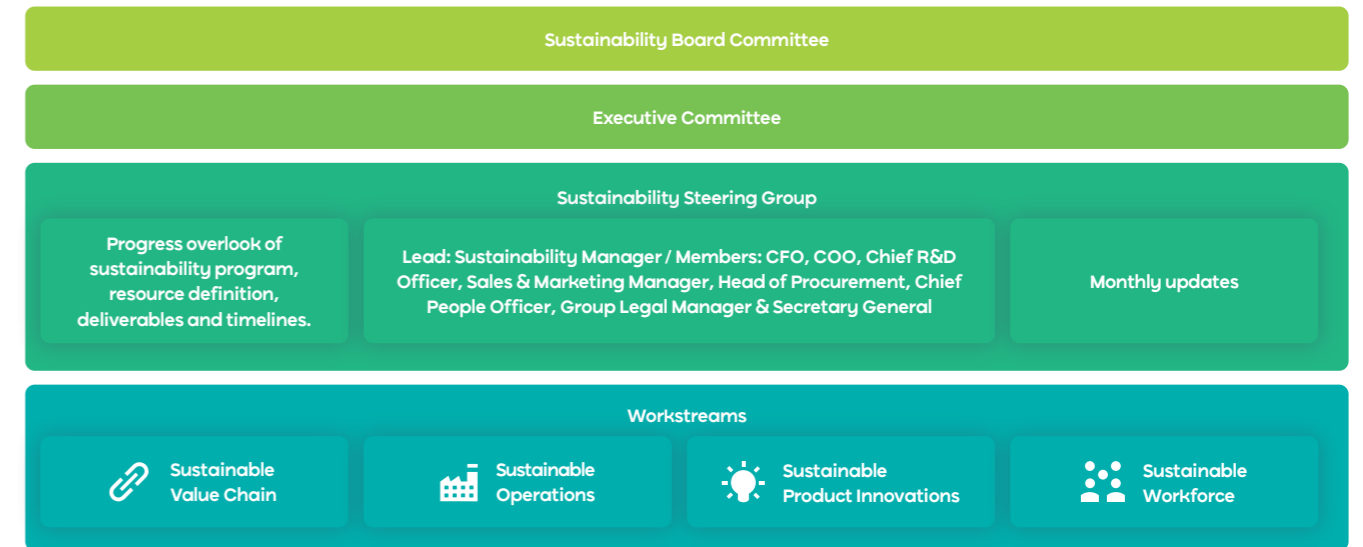 Sustainability Board Committee
Executive Committee
Sustainability Steering Group
Progress overlook of
sustainability program,
resource definition,
deliverables and timelines.
Lead: Sustainability Manager / Members: CFO, COO, Chief R&D
Officer, Sales & Marketing Manager, Head of Procurement, Chief
People Officer, Group Legal Manager & Secretary General
Monthly updates
Workstreams
Sustainable
Value Chain
Sustainable
Operations
Sustainable
Product Innovations
Sustainable
Workforce